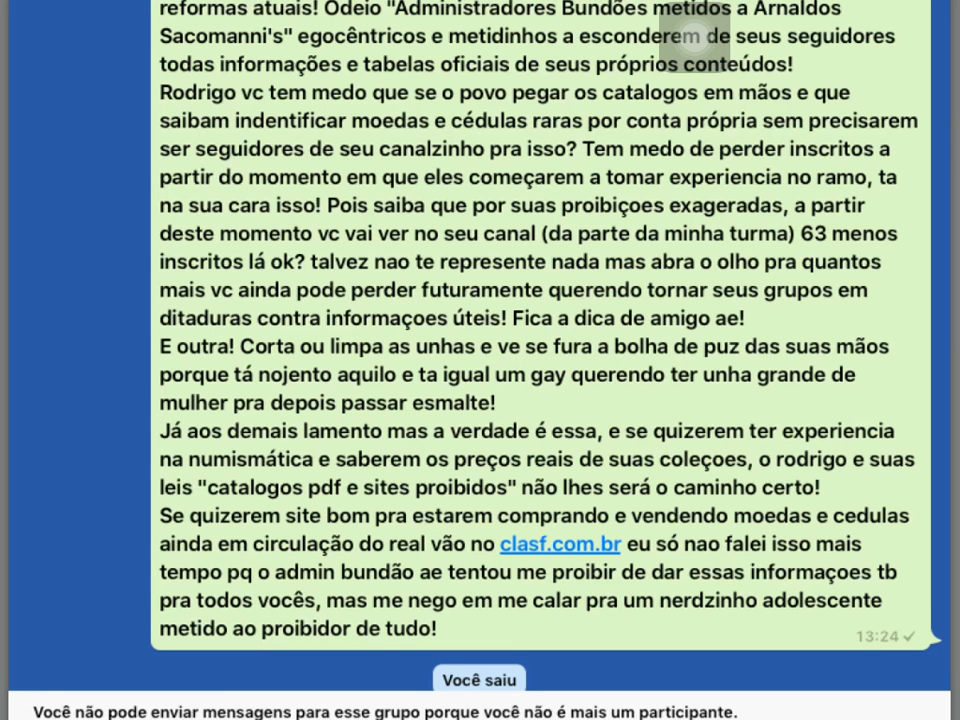 reformas atuais! Odeio "Administradores Bundões metidos a Arnaldos
Sacomanni's" egocêntricos e metidinhos a esconderem de seus seguidores
todas informações e tabelas oficiais de seus próprios conteúdos!
Rodrigo vc tem medo que se o povo pegar os catalogos em mãos e que
saibam indentificar moedas e cédulas raras por conta própria sem precisarem
ser seguidores de seu canalzinho pra isso? Tem medo de perder inscritos a
partir do momento em que eles começarem a tomar experiencia no ramo, ta
na sua cara isso! Pois saiba que por suas proibiçoes exageradas, a partir
deste momento vc vai ver no seu canal (da parte da minha turma) 63 menos
inscritos lá ok? talvez nao te represente nada mas abra o olho pra quantos
mais vc ainda pode perder futuramente querendo tornar seus grupos em
ditaduras contra informaçoes úteis! Fica a dica de amigo ae!
E outra! Corta ou limpa as unhas e ve se fura a bolha de puz das suas mãos
porque tá nojento aquilo e ta igual um gay querendo ter unha grande de
mulher pra depois passar esmalte!
Já aos demais lamento mas a verdade é essa, e se quizerem ter experiencia
na numismática e saberem os preços reais de suas coleçoes, o rodrigo e suas
leis "catalogos pdf e sites proibidos" não lhes será o caminho certo!
Se quizerem site bom pra estarem comprando e vendendo moedas e cedulas
ainda em circulação do real vão no clasf.com.br eu só nao falei isso mais
tempo pq o admin bundão ae tentou me proibir de dar essas informaçoes tb
pra todos vocês, mas me nego em me calar pra um nerdzinho adolescente
metido ao proibidor de tudo!
13:24 ✓
Você saiu
Você não pode enviar mensagens para esse grupo porque você não é mais um participante.